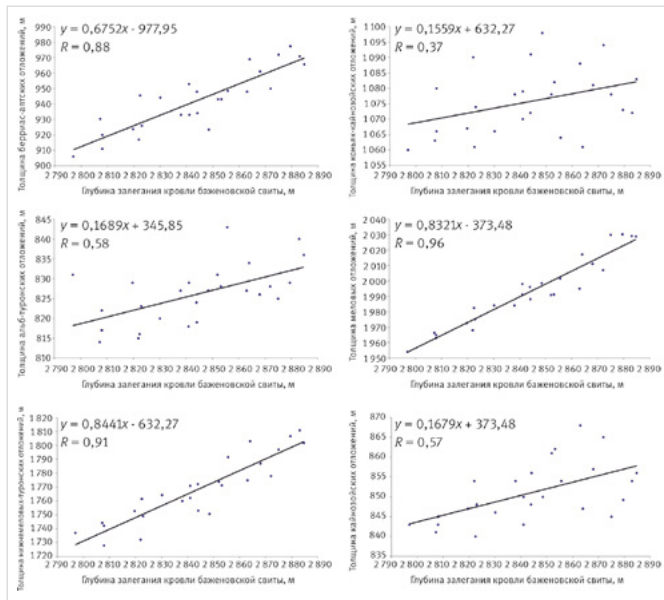 Толщина берриас-аптских отложений, м
y = 0,6752x - 977,95
R = 0,88
990
980
970
960
950
940
930
920
910
900
2 790 2 800 2 810 2 820 2 830 2 840 2 850 2 860 2 870 2 880 2 890
Глубина залегания кровли баженовской свиты, м
Толщина коньяк-кайнозойских отложений, м
y = 0,1559x + 632,27
R = 0,37
1 100
1 095
1 090
1 085
1 080
1 075
1 070
1 065
1 060
1 055
2 790 2 800 2 810 2 820 2 830 2 840 2 850 2 860 2 870 2 880 2 890
Глубина залегания кровли баженовской свиты, м
Толщина альб-туронских отложений, м
y = 0,1689x + 345,85
R = 0,58
845
840
835
830
825
820
815
810
2 790 2 800 2 810 2 820 2 830 2 840 2 850 2 860 2 870 2 880 2 890
Глубина залегания кровли баженовской свиты, м
Толщина меловых отложений, м
y = 0,8321x - 373,48
R = 0,96
2 040
2 030
2 020
2 010
2 000
1 990
1 980
1 970
1 960
1 950
2 790 2 800 2 810 2 820 2 830 2 840 2 850 2 860 2 870 2 880 2 890
Глубина залегания кровли баженовской свиты, м
Толщина нижнемеловых-туронских отложений, м
y = 0,8441x - 632,27
R = 0,91
1 820
1 810
1 800
1 790
1 780
1 770
1 760
1 750
1 740
1 730
1 720
2 790 2 800 2 810 2 820 2 830 2 840 2 850 2 860 2 870 2 880 2 890
Глубина залегания кровли баженовской свиты, м
Толщина кайнозойских отложений, м
y = 0,1679x + 373,48
R = 0,57
870
865
860
855
850
845
840
835
2 790 2 800 2 810 2 820 2 830 2 840 2 850 2 860 2 870 2 880 2 890
Глубина залегания кровли баженовской свиты, м